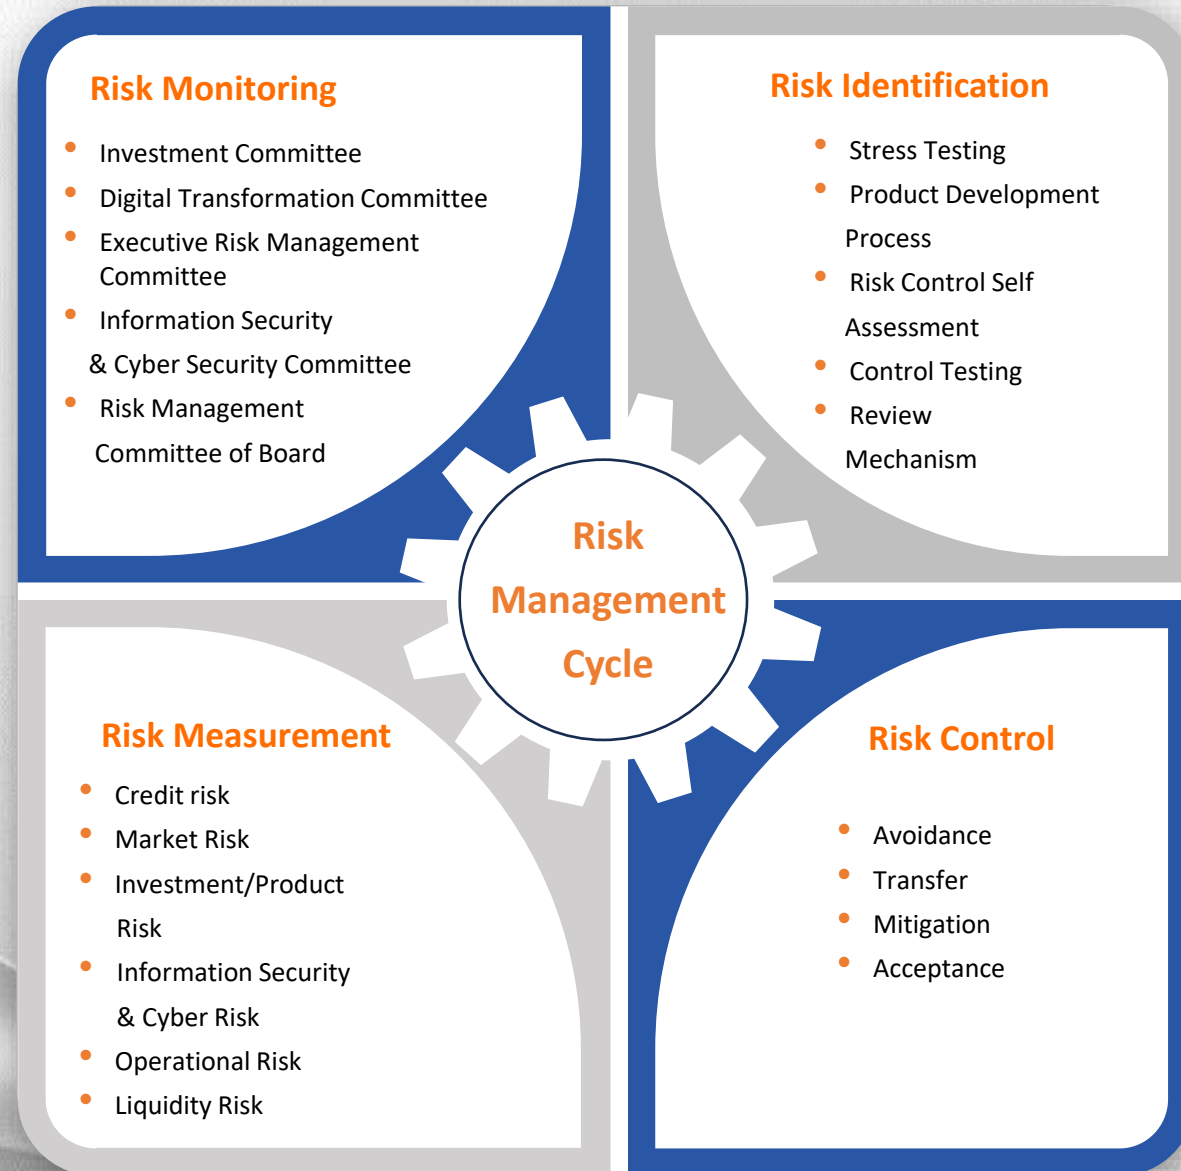 Risk Monitoring
• Investment Committee
• Digital Transformation Committee
• Executive Risk Management
Committee
• Information Security
& Cyber Security Committee
• Risk Management
Committee of Board
Risk Identification
• Stress Testing
• Product Development
Process
• Risk Control Self
Assessment
• Control Testing
• Review
Mechanism
Risk
Management
Cycle
Risk Measurement
• Credit risk
• Market Risk
• Investment/Product
Risk
• Information Security
& Cyber Risk
• Operational Risk
• Liquidity Risk
Risk Control
• Avoidance
• Transfer
• Mitigation
• Acceptance